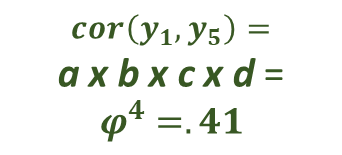 cor(y₁, y₅) =
a x b x c x d =
φ⁴ =. 41